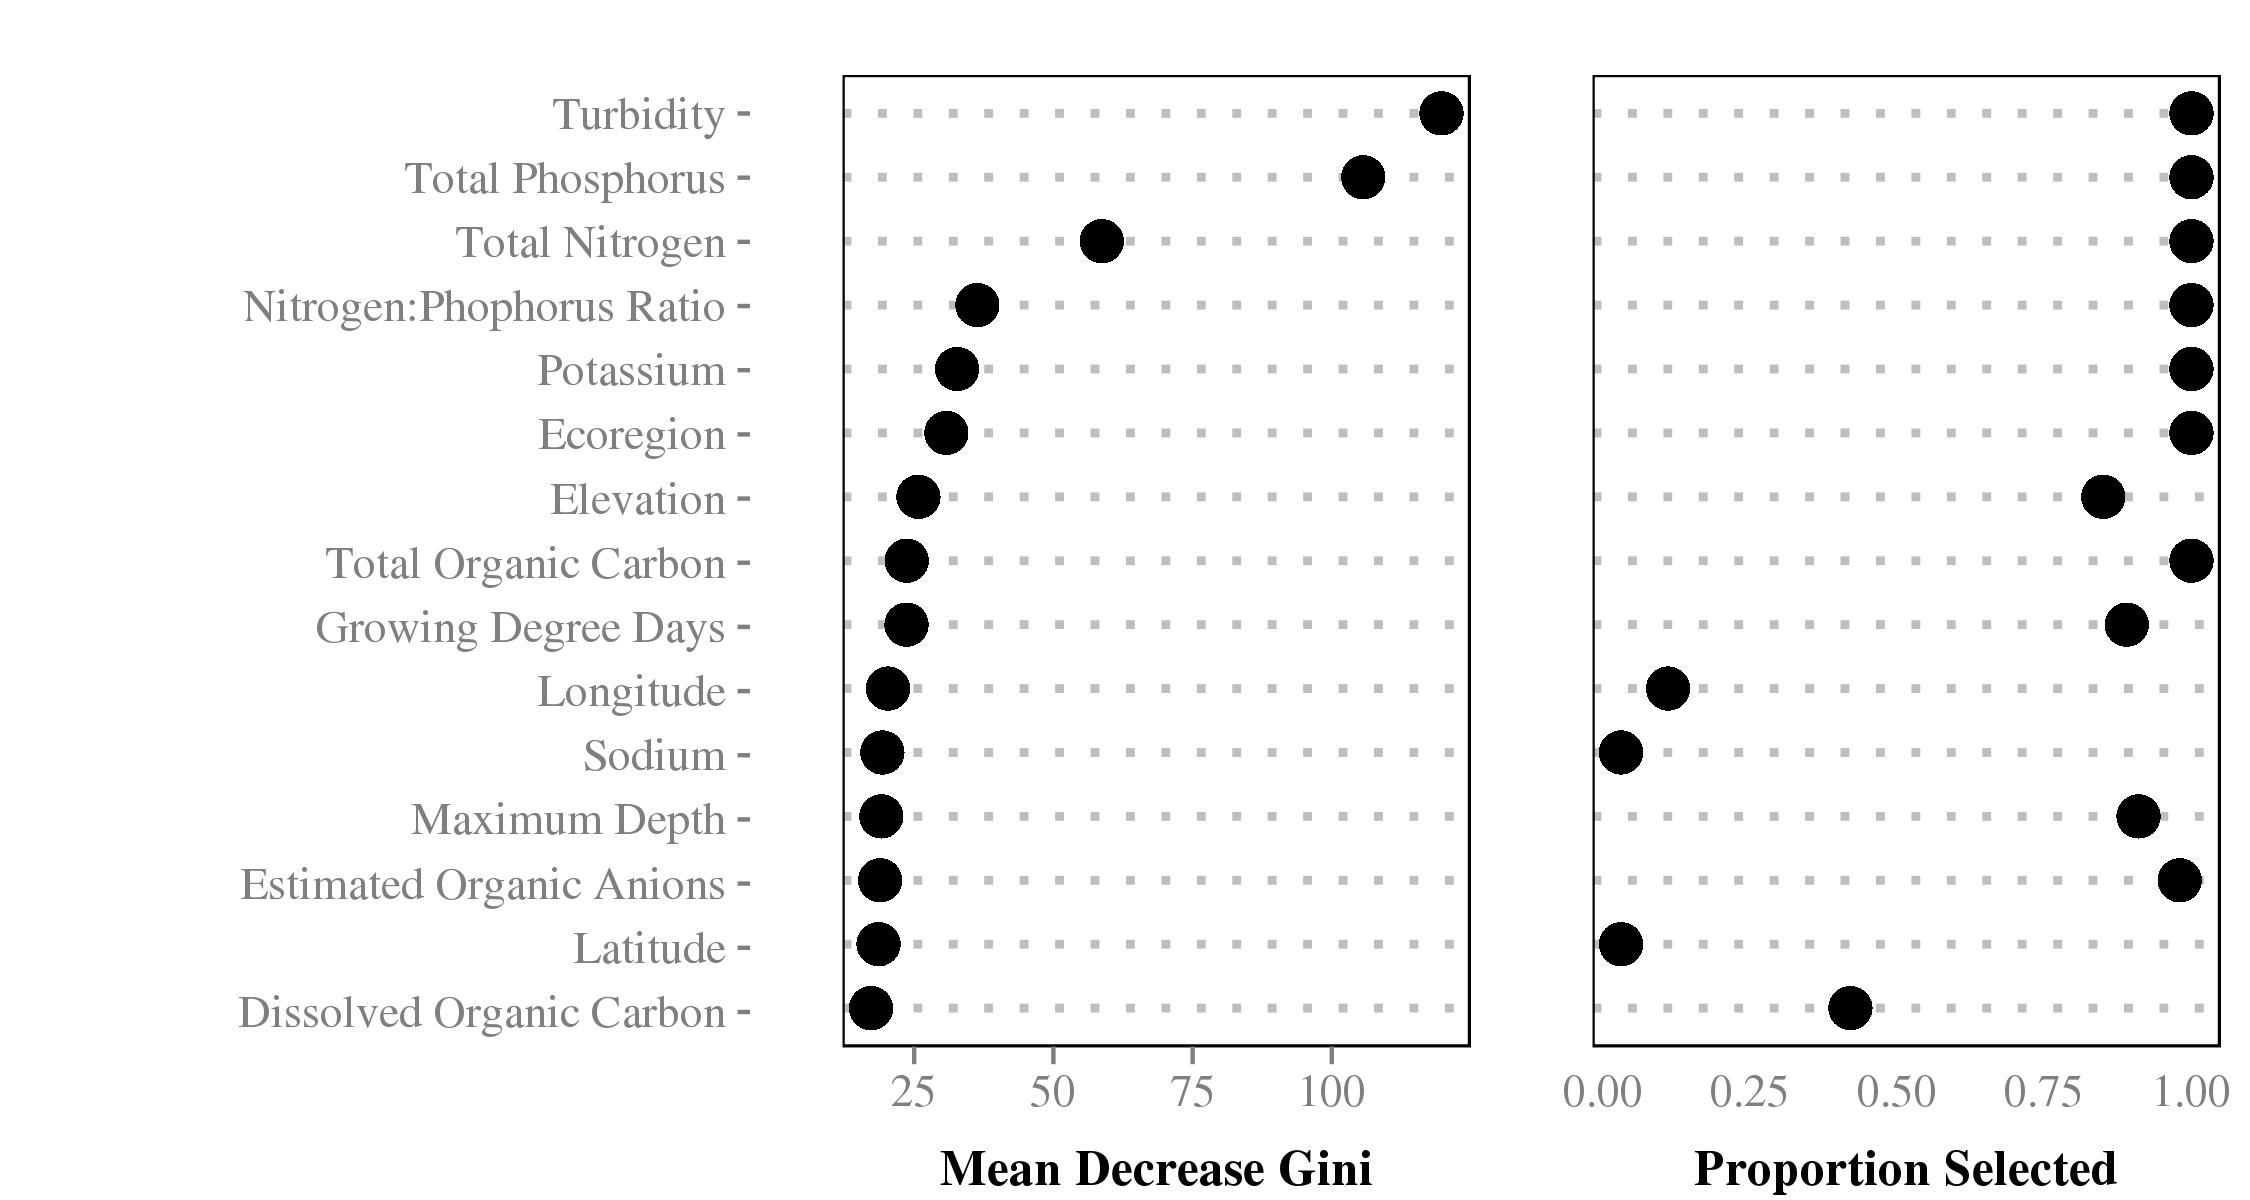 Turbidity
Total Phosphorus
Total Nitrogen
Nitrogen:Phophorus Ratio
Potassium
Ecoregion
Elevation
Total Organic Carbon
Growing Degree Days
Longitude
Sodium
Maximum Depth
Estimated Organic Anions
Latitude
Dissolved Organic Carbon
25 50 75 100
Mean Decrease Gini
0.00 0.25 0.50 0.75 1.00
Proportion Selected